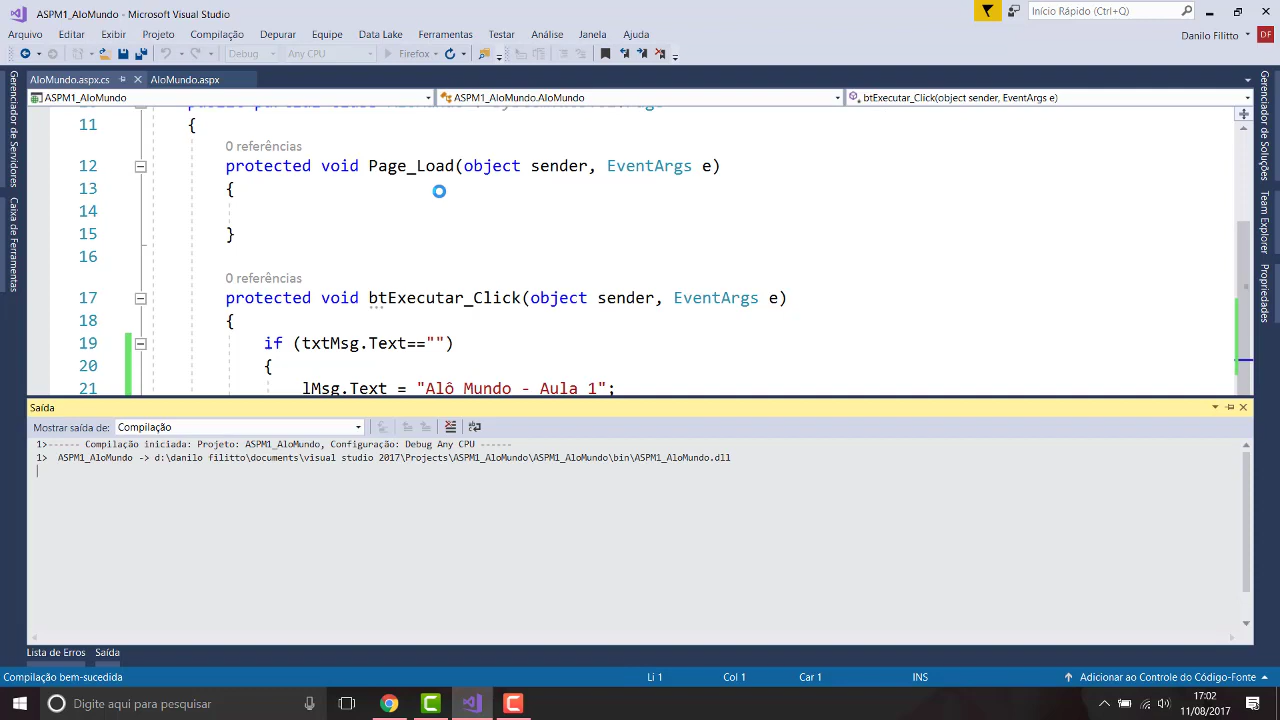 ASPM1_AloMundo - Microsoft Visual Studio
Início Rápido (Ctrl+Q)
Arquivo Editar Exibir Projeto Compilação Depurar Equipe Data Lake Ferramentas Testar Análise Janela Ajuda
Danilo Filitto DF
Debug Any CPU Firefox
AloMundo.aspx.cs AloMundo.aspx
ASPM1_AloMundo ASPM1_AloMundo.AloMundo btExecutar_Click(object sender, EventArgs e)
Gerenciador de Servidores
Caixa de Ferramentas
Gerenciador de Soluções
Team Explorer
Propriedades
11 {
0 referências
12 protected void Page_Load(object sender, EventArgs e)
13 {
14
15 }
16
0 referências
17 protected void btExecutar_Click(object sender, EventArgs e)
18 {
19 if (txtMsg.Text=="")
20 {
21 lMsg.Text = "Alô Mundo - Aula 1";
Saída
Mostrar saída de: Compilação
1>------ Compilação iniciada: Projeto: ASPM1_AloMundo, Configuração: Debug Any CPU ------
1> ASPM1_AloMundo -> d:\danilo filitto\documents\visual studio 2017\Projects\ASPM1_AloMundo\ASPM1_AloMundo\bin\ASPM1_AloMundo.dll
Lista de Erros Saída
Compilação bem-sucedida Li 1 Col 1 Car 1 INS Adicionar ao Controle do Código-Fonte
Digite aqui para pesquisar
17:02
11/08/2017